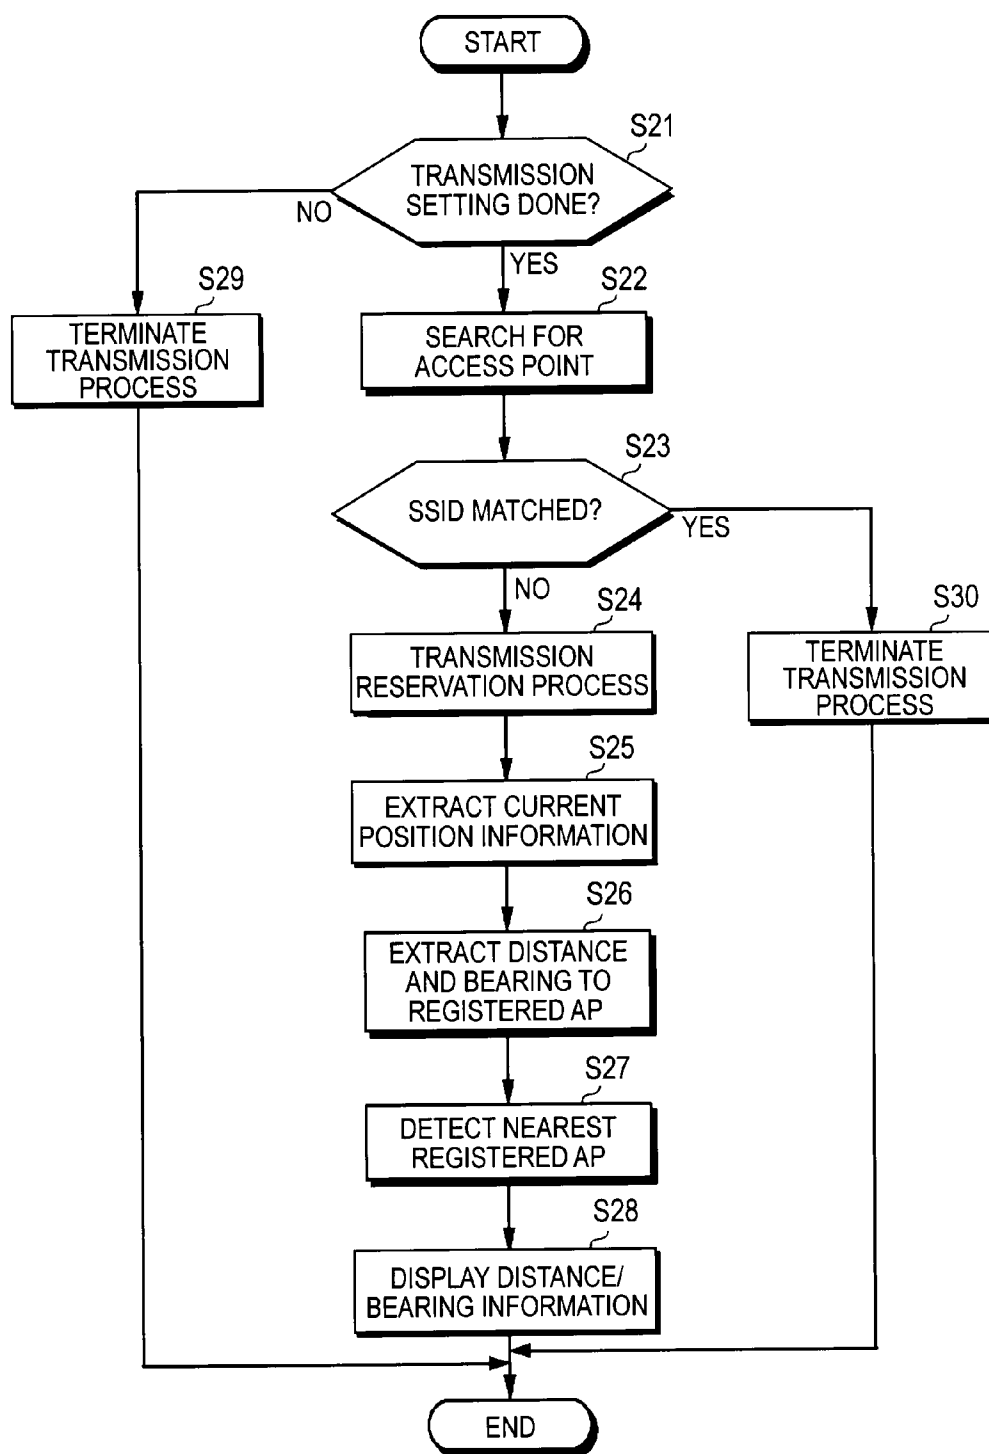 START
S21
TRANSMISSION
SETTING DONE?
NO
YES
S29
TERMINATE
TRANSMISSION
PROCESS
S22
SEARCH FOR
ACCESS POINT
S23
SSID MATCHED?
YES
NO
S24
TRANSMISSION
RESERVATION PROCESS
S30
TERMINATE
TRANSMISSION
PROCESS
S25
EXTRACT CURRENT
POSITION INFORMATION
S26
EXTRACT DISTANCE
AND BEARING TO
REGISTERED AP
S27
DETECT NEAREST
REGISTERED AP
S28
DISPLAY DISTANCE/
BEARING INFORMATION
END